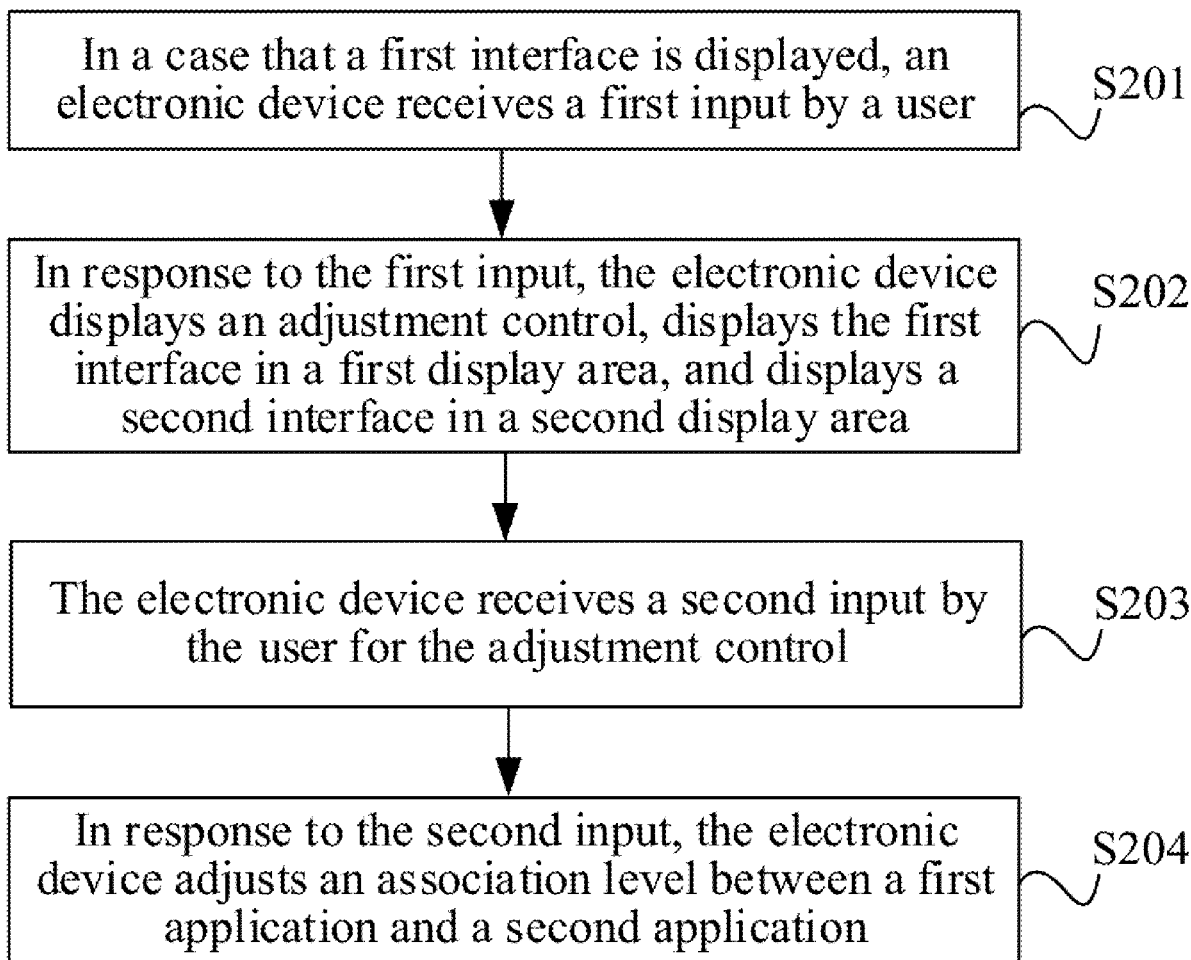 In a case that a first interface is displayed, an
electronic device receives a first input by a user
S201
In response to the first input, the electronic device
displays an adjustment control, displays the first
interface in a first display area, and displays a
second interface in a second display area
S202
The electronic device receives a second input by
the user for the adjustment control
S203
In response to the second input, the electronic
device adjusts an association level between a first
application and a second application
S204